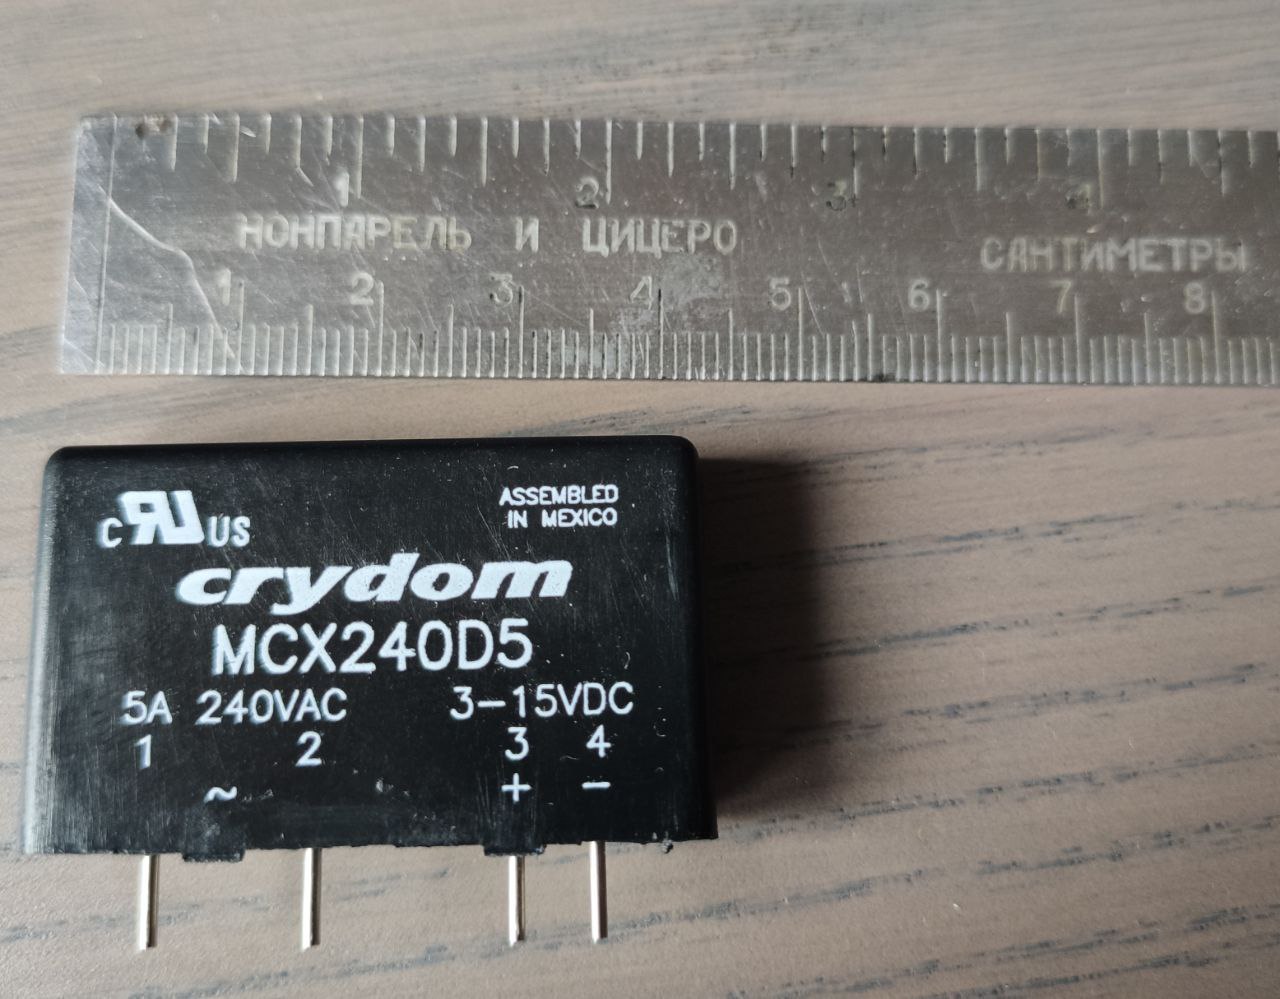 1 2 3 4
НОНПАРЕЛЬ И ЦИЦЕРО
САНТИМЕТРЫ
1 2 3 4 5 6 7 8
C RU US
ASSEMBLED
IN MEXICO
crydom
MCX240D5
5A 240VAC 3-15VDC
1 2 3 4
~ + -